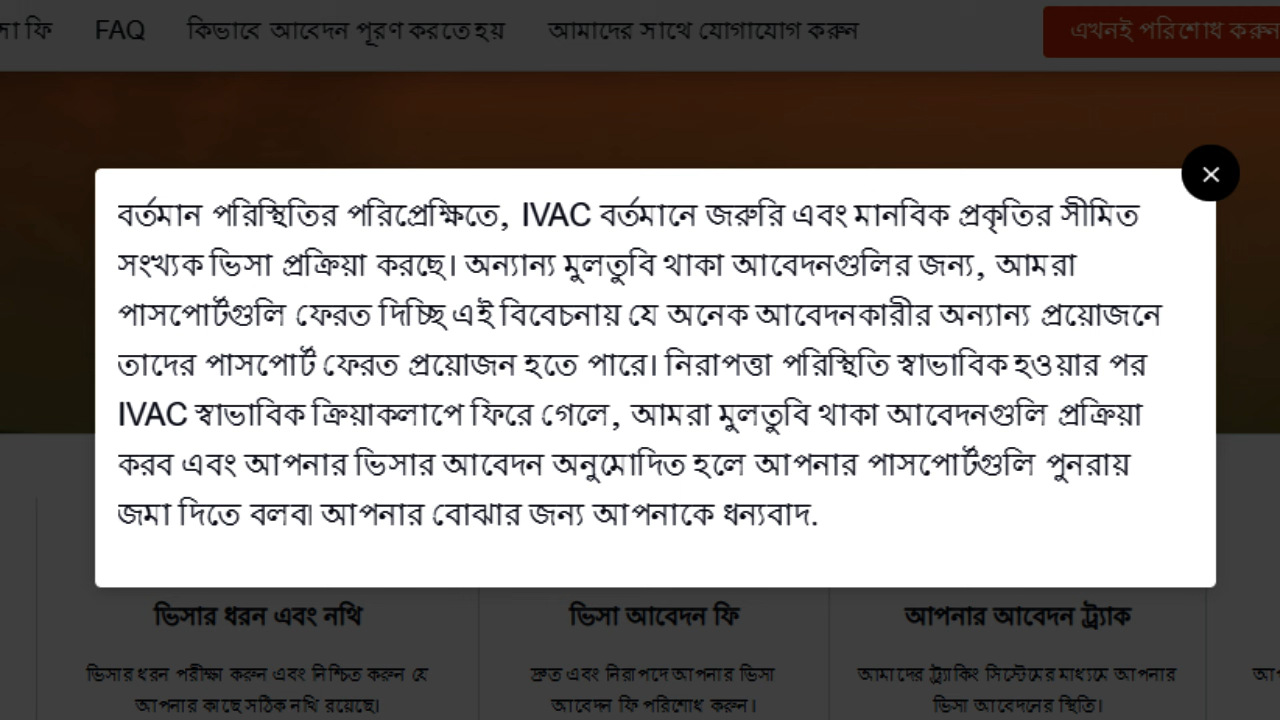 সা ফি FAQ কিভাবে আবেদন পূরণ করতে হয় আমাদের সাথে যোগাযোগ করুন এখনই পরিশোধ করুন
বর্তমান পরিস্থিতির পরিপ্রেক্ষিতে, IVAC বর্তমানে জরুরি এবং মানবিক প্রকৃতির সীমিত
সংখ্যক ভিসা প্রক্রিয়া করছে। অন্যান্য মুলতুবি থাকা আবেদনগুলির জন্য, আমরা
পাসপোর্টগুলি ফেরত দিচ্ছি এই বিবেচনায় যে অনেক আবেদনকারীর অন্যান্য প্রয়োজনে
তাদের পাসপোর্ট ফেরত প্রয়োজন হতে পারে। নিরাপত্তা পরিস্থিতি স্বাভাবিক হওয়ার পর
IVAC স্বাভাবিক ক্রিয়াকলাপে ফিরে গেলে, আমরা মুলতুবি থাকা আবেদনগুলি প্রক্রিয়া
করব এবং আপনার ভিসার আবেদন অনুমোদিত হলে আপনার পাসপোর্টগুলি পুনরায়
জমা দিতে বলব৷ আপনার বোঝার জন্য আপনাকে ধন্যবাদ.
ভিসার ধরন এবং নথি
ভিসার ধরন পরীক্ষা করুন এবং নিশ্চিত করুন যে
আপনার কাছে সঠিক নথি রয়েছে।
ভিসা আবেদন ফি
দ্রুত এবং নিরাপদে আপনার ভিসা
আবেদন ফি পরিশোধ করুন।
আপনার আবেদন ট্র্যাক
আমাদের ট্র্যাকিং সিস্টেমের মাধ্যমে আপনার
ভিসা আবেদনের স্থিতি।